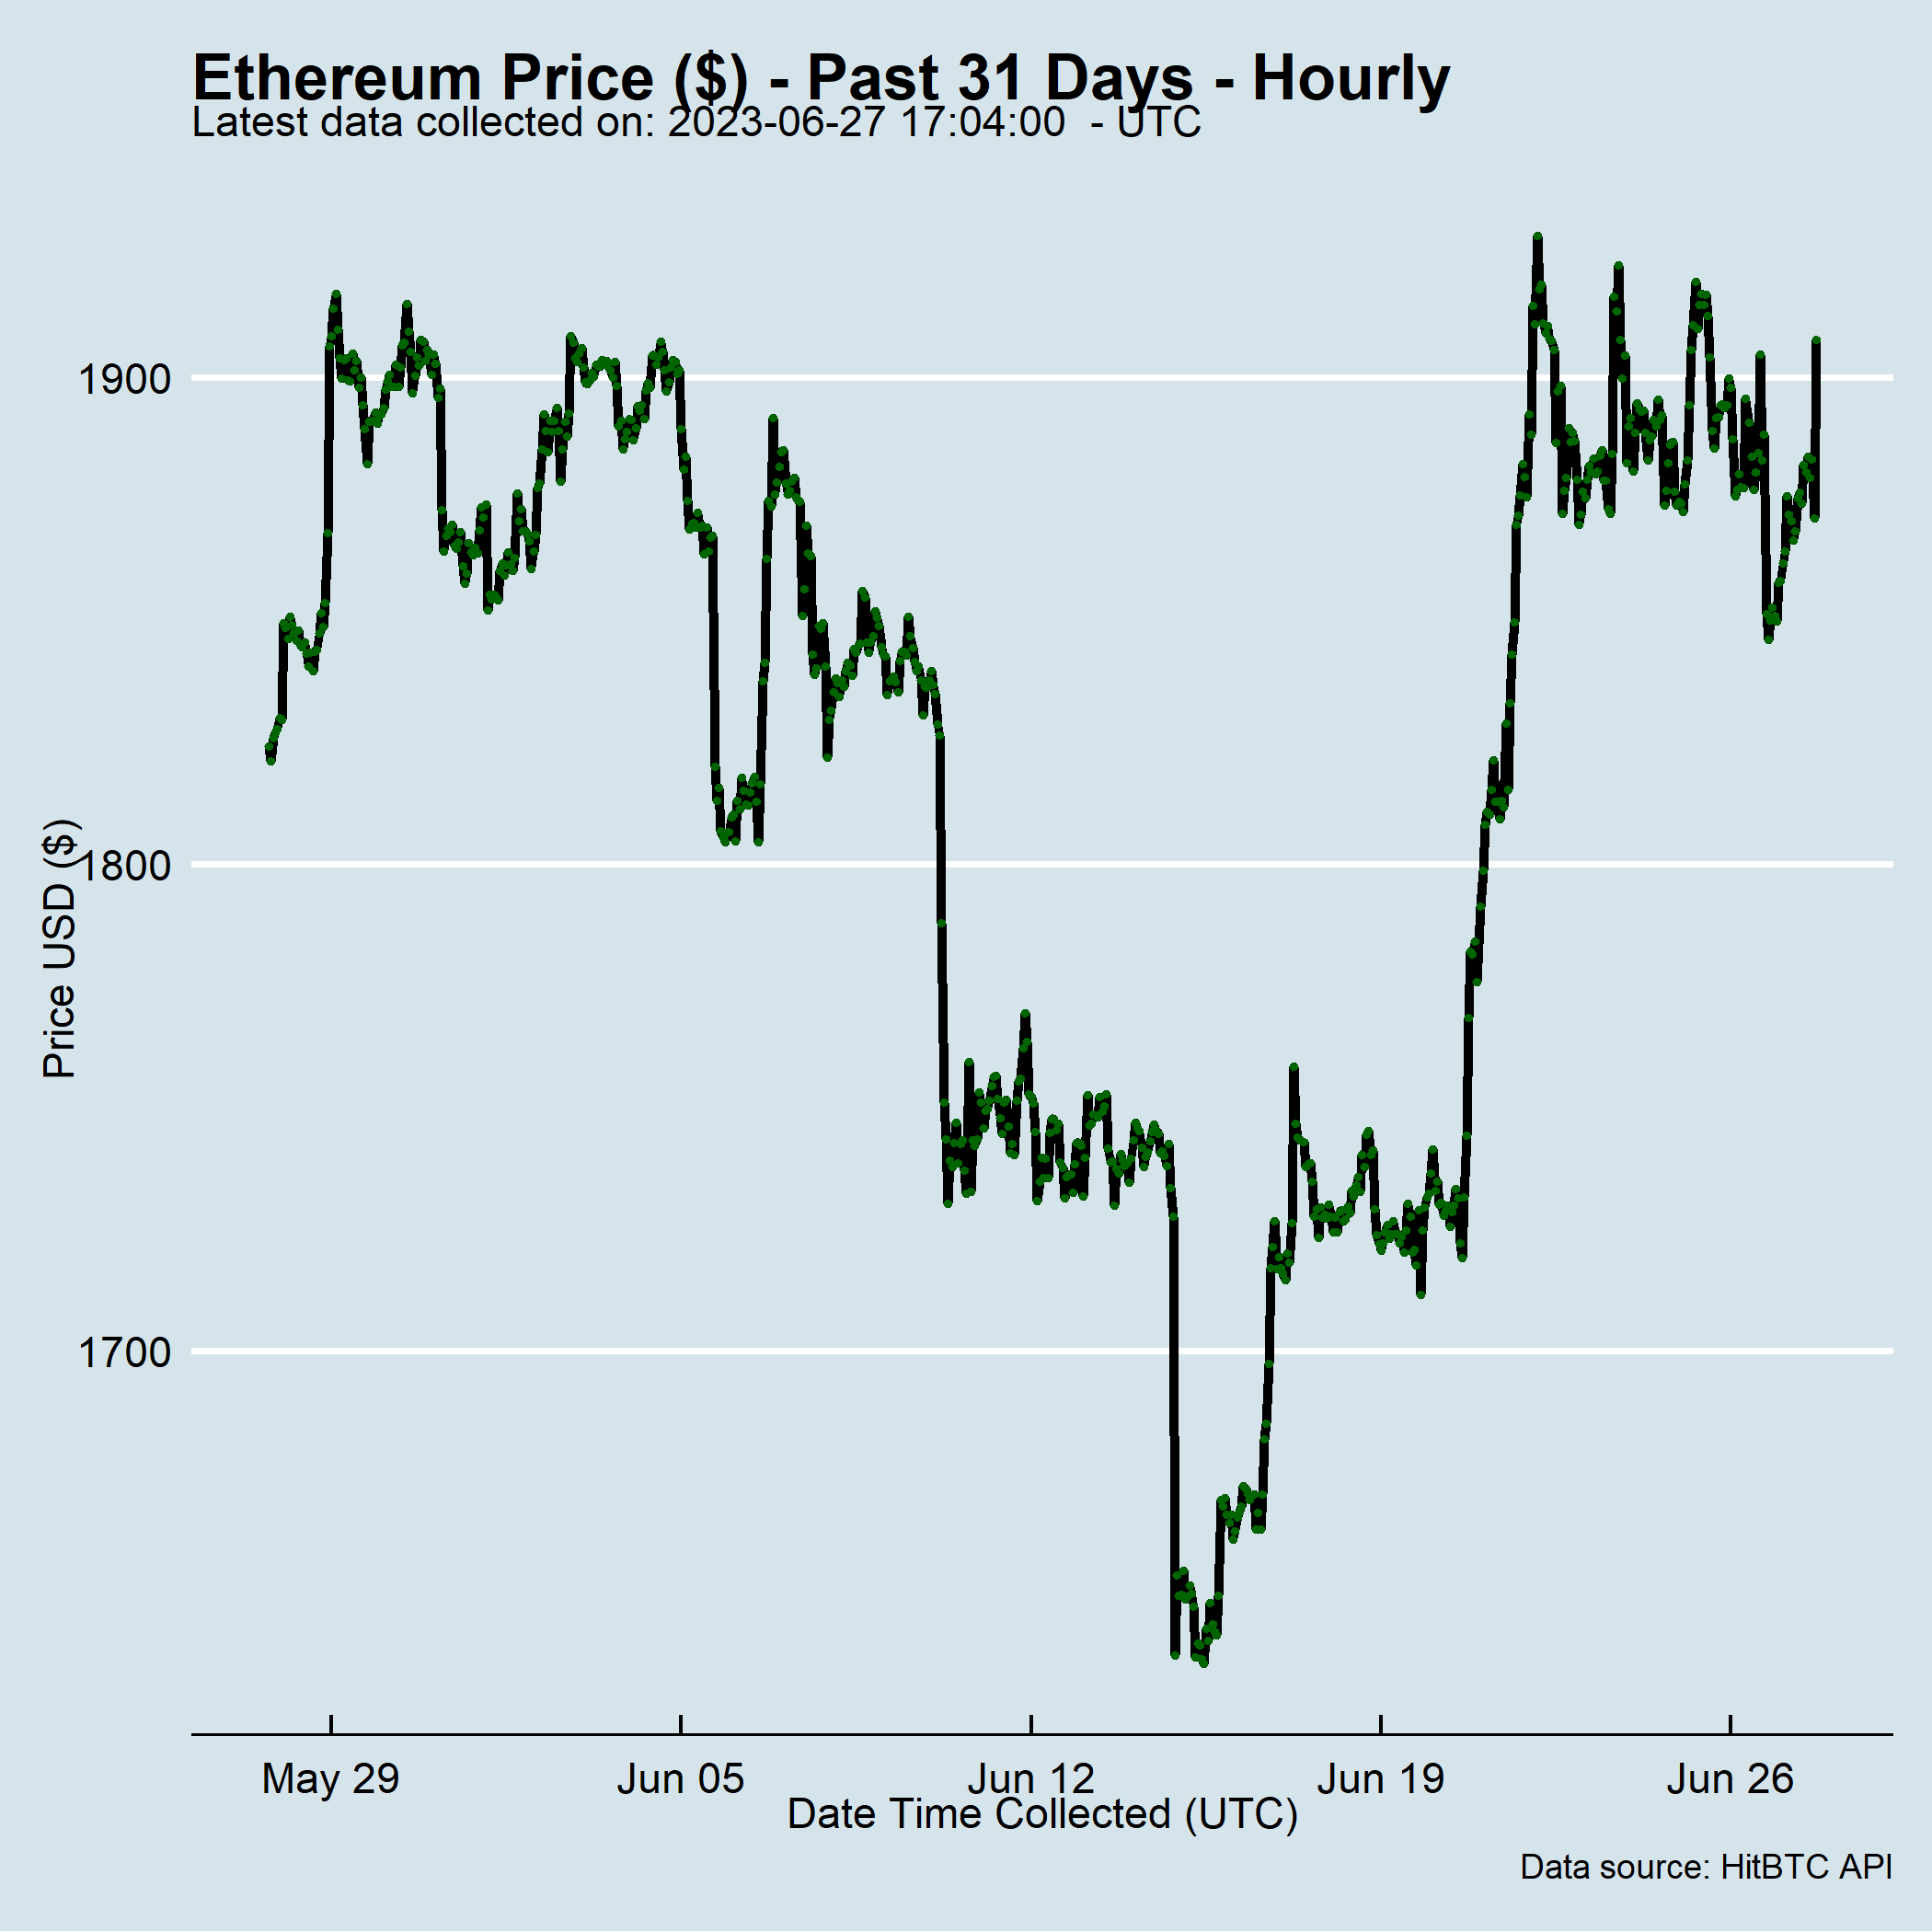 Ethereum Price ($) - Past 31 Days - Hourly
Latest data collected on: 2023-06-27 17:04:00  - UTC
Price USD ($)
1900
1800
1700
May 29 Jun 05 Jun 12 Jun 19 Jun 26
Date Time Collected (UTC)
Data source: HitBTC API